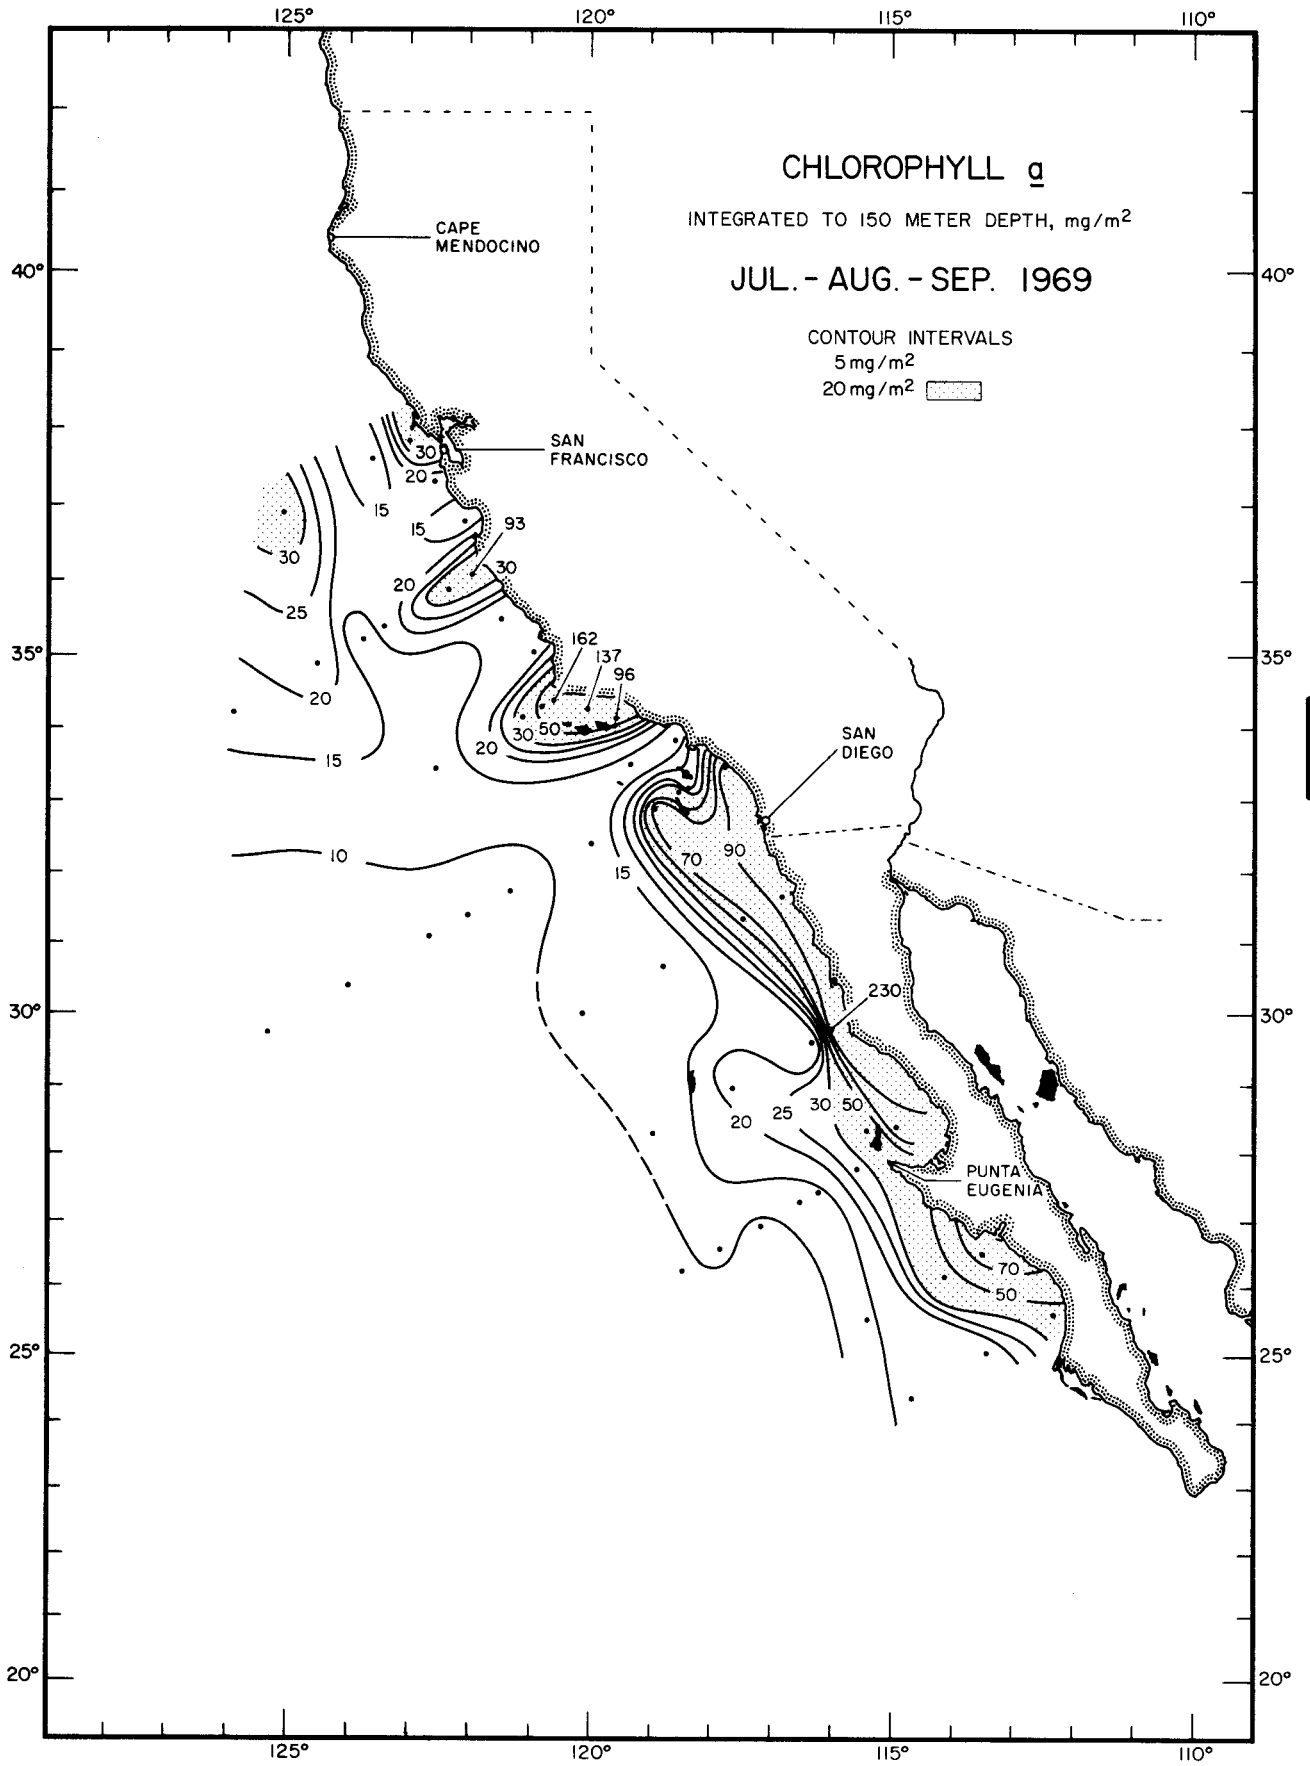 125° 120° 115° 110°
CHLOROPHYLL a
INTEGRATED TO 150 METER DEPTH, mg/m²
CAPE
MENDOCINO
40° 40°
JUL. - AUG. - SEP. 1969
CONTOUR INTERVALS
5 mg/m²
20 mg/m²
SAN
FRANCISCO
30
20
15
15
93
30
30
20
25
35° 35°
162
137
96
20
30 50
20
15
SAN
DIEGO
10
15
70 90
230
30° 30°
20 25 30 50
PUNTA
EUGENIA
70
50
25° 25°
20° 20°
125° 120° 115° 110°